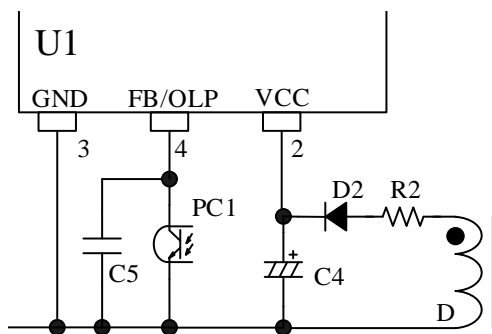 U1
GND FB/OLP VCC
3 4 2
D2 R2
PC1
+
C5 C4
D